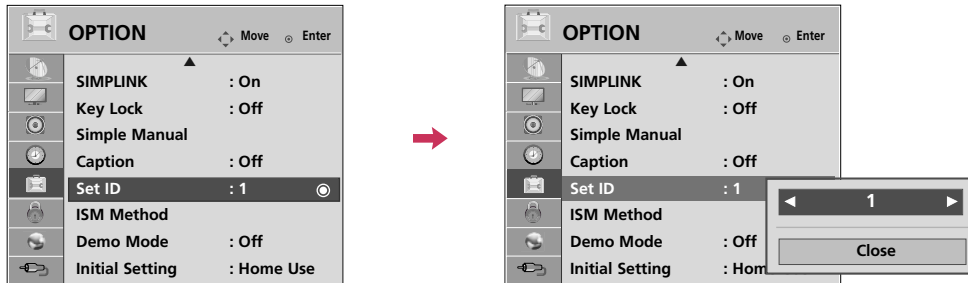 OPTION Move Enter
SIMPLINK : On
Key Lock : Off
Simple Manual
Caption : Off
Set ID : 1
ISM Method
Demo Mode : Off
Initial Setting : Home Use
OPTION Move Enter
SIMPLINK : On
Key Lock : Off
Simple Manual
Caption : Off
Set ID : 1
ISM Method
Demo Mode : Off
Initial Setting : Hom
1
Close